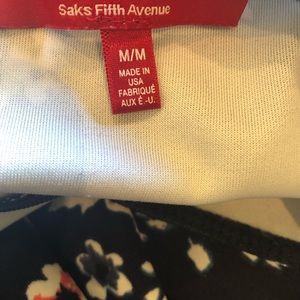 Saks Fifth Avenue
M/M
MADE IN
USA
FABRIQUÉ
AUX É.-U.